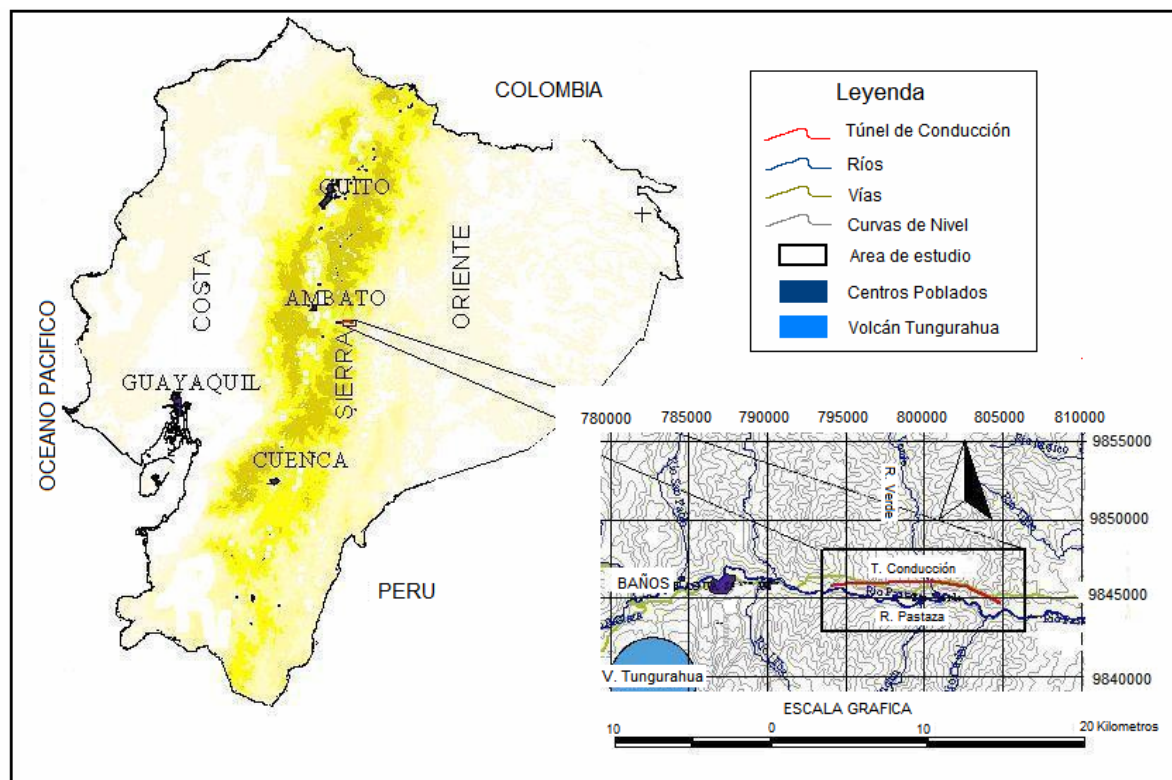 COLOMBIA
QUITO
COSTA
ORIENTE
AMBATO
SIERRA
GUAYAQUIL
OCEANO PACIFICO
CUENCA
PERU
Leyenda
Túnel de Conducción
Ríos
Vías
Curvas de Nivel
Area de estudio
Centros Poblados
Volcán Tungurahua
780000 785000 790000 795000 800000 805000 810000
9855000
9850000
9845000
9840000
R. Verde
T. Conducción
BAÑOS
R. Pastaza
V. Tungurahua
ESCALA GRAFICA
10 0 10 20 Kilometros